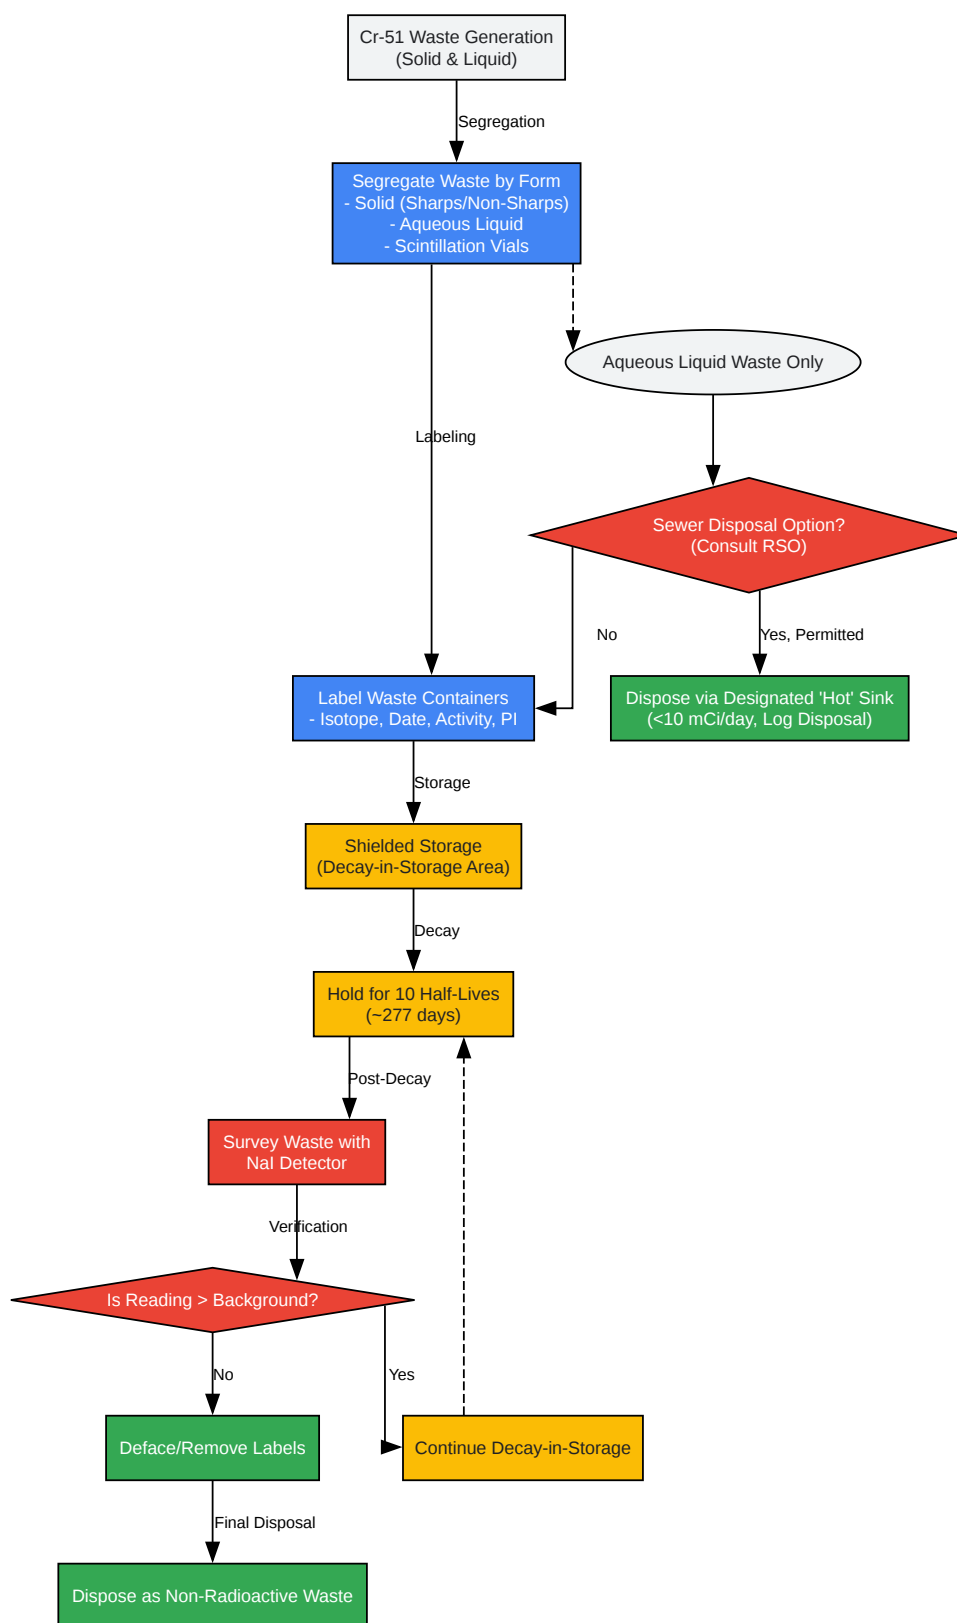 Cr-51 Waste Generation
(Solid & Liquid)
Segregation
Segregate Waste by Form
- Solid (Sharps/Non-Sharps)
- Aqueous Liquid
- Scintillation Vials
Aqueous Liquid Waste Only
Labeling
Sewer Disposal Option?
(Consult RSO)
No
Yes, Permitted
Label Waste Containers
- Isotope, Date, Activity, PI
Dispose via Designated 'Hot' Sink
(<10 mCi/day, Log Disposal)
Storage
Shielded Storage
(Decay-in-Storage Area)
Decay
Hold for 10 Half-Lives
(~277 days)
Post-Decay
Survey Waste with
NaI Detector
Verification
Is Reading > Background?
No
Yes
Deface/Remove Labels
Continue Decay-in-Storage
Final Disposal
Dispose as Non-Radioactive Waste